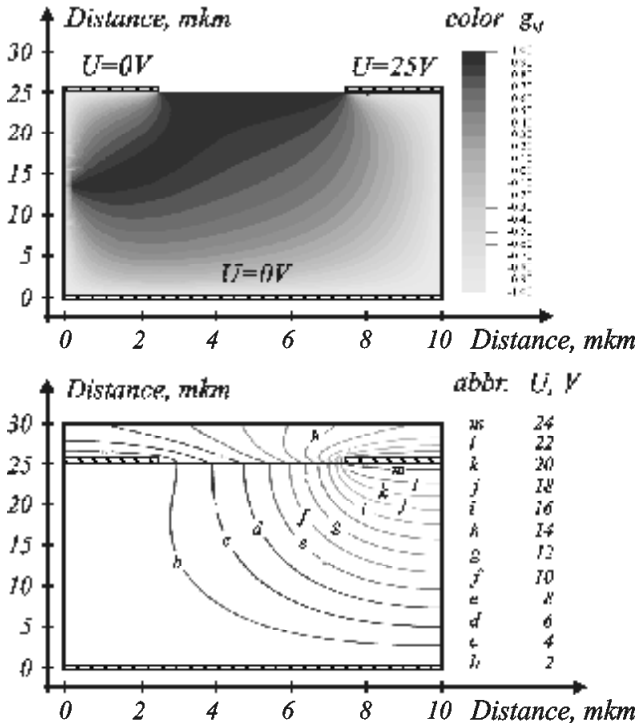 Distance, mkm
color
30
U=0V
U=25V
25
20
15
10
5
U=0V
0
0 2 4 6 8 10 Distance, mkm
Distance, mkm
abbr. U, V
30
m 24
l 22
25
k 20
j 18
20
i 16
h 14
15
g 12
f 10
10
e 8
d 6
5
c 4
b 2
0
h
m
l
k
j
i
g
f
e
d
c
b
0 2 4 6 8 10 Distance, mkm